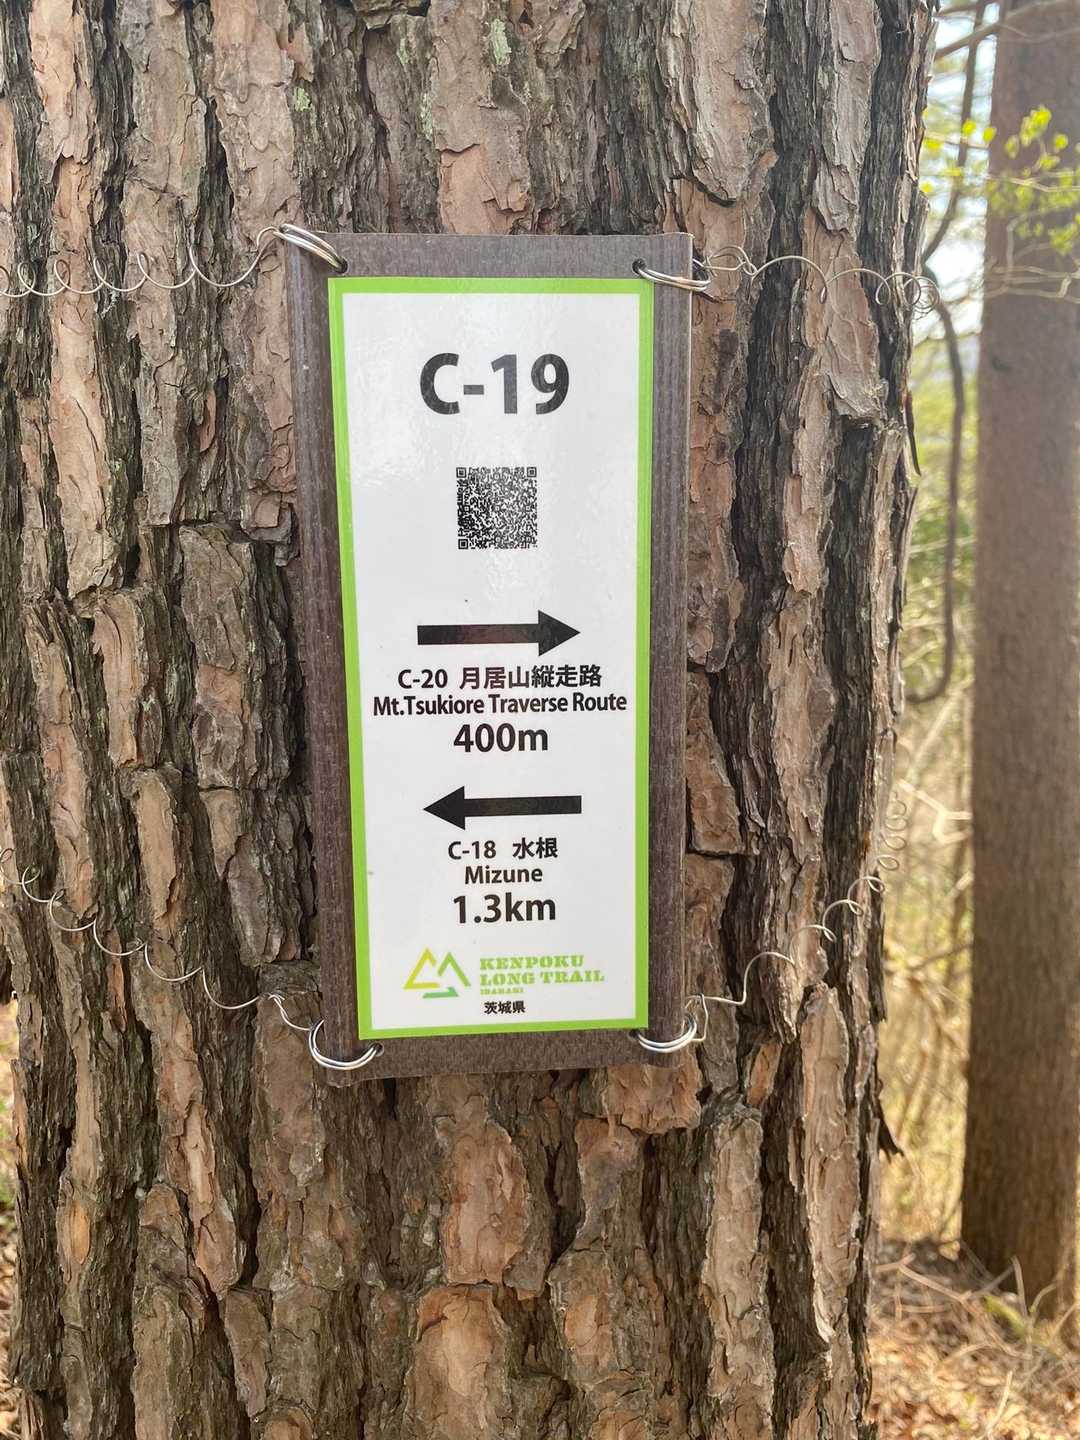 C-19
C-20 月居山縦走路
Mt.Tsukiore Traverse Route
400m
C-18 水根
Mizune
1.3km
KENPOKU
LONG TRAIL
IBARAKI
茨城県